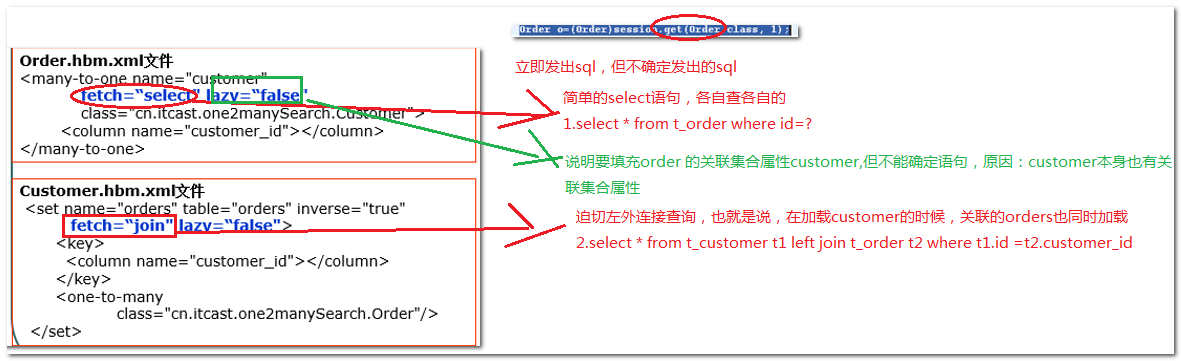 Order o=(Order)session.get(Order.class, 1);
Order.hbm.xml文件
<many-to-one name="customer"
fetch=“select" lazy=“false"
class="cn.itcast.one2manySearch.Customer">
<column name="customer_id"></column>
</many-to-one>
Customer.hbm.xml文件
<set name="orders" table="orders" inverse="true"
fetch=“join" lazy=“false">
<key>
<column name="customer_id"></column>
</key>
<one-to-many
class="cn.itcast.one2manySearch.Order"/>
</set>
立即发出sql，但不确定发出的sql
简单的select语句，各自查各自的
1.select * from t_order where id=?
说明要填充order 的关联集合属性customer,但不能确定语句，原因：customer本身也有关
联集合属性
迫切左外连接查询，也就是说，在加载customer的时候，关联的orders也同时加载
2.select * from t_customer t1 left join t_order t2 where t1.id =t2.customer_id